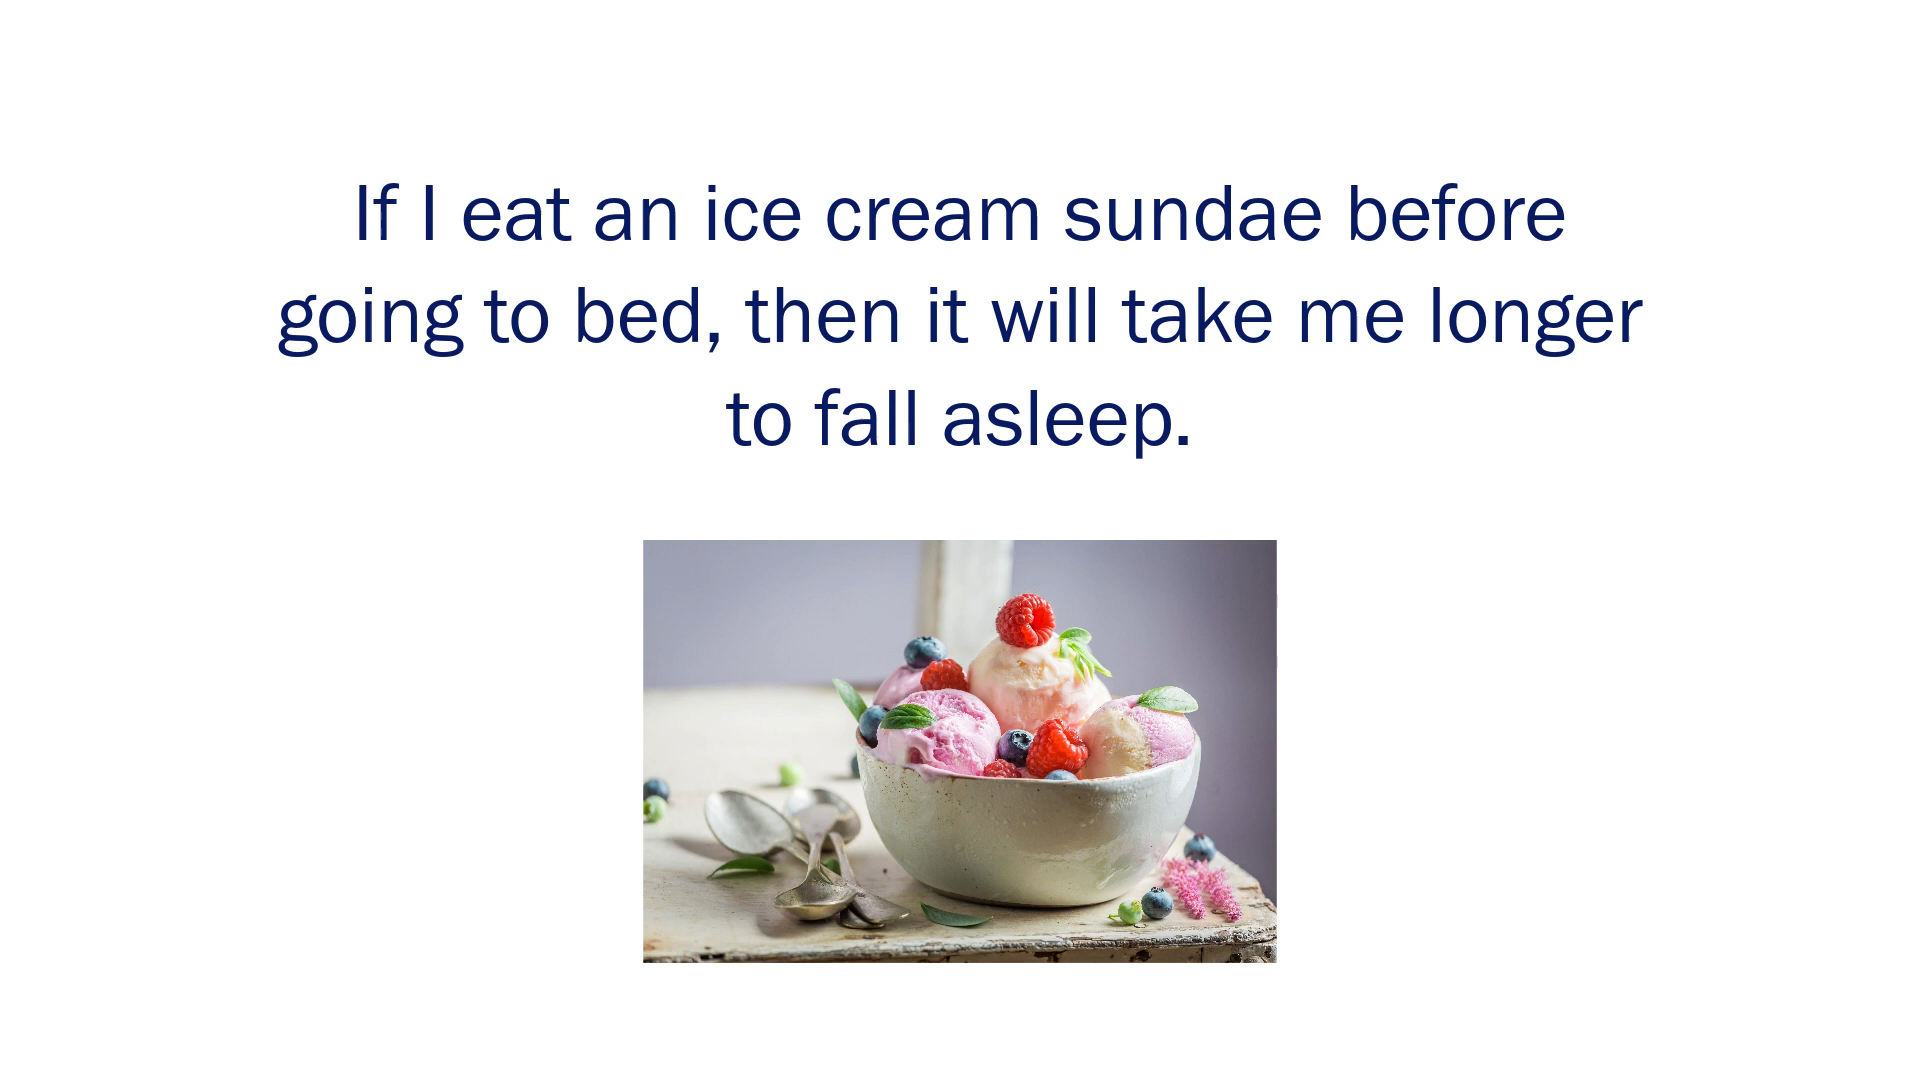 If I eat an ice cream sundae before
going to bed, then it will take me longer
to fall asleep.